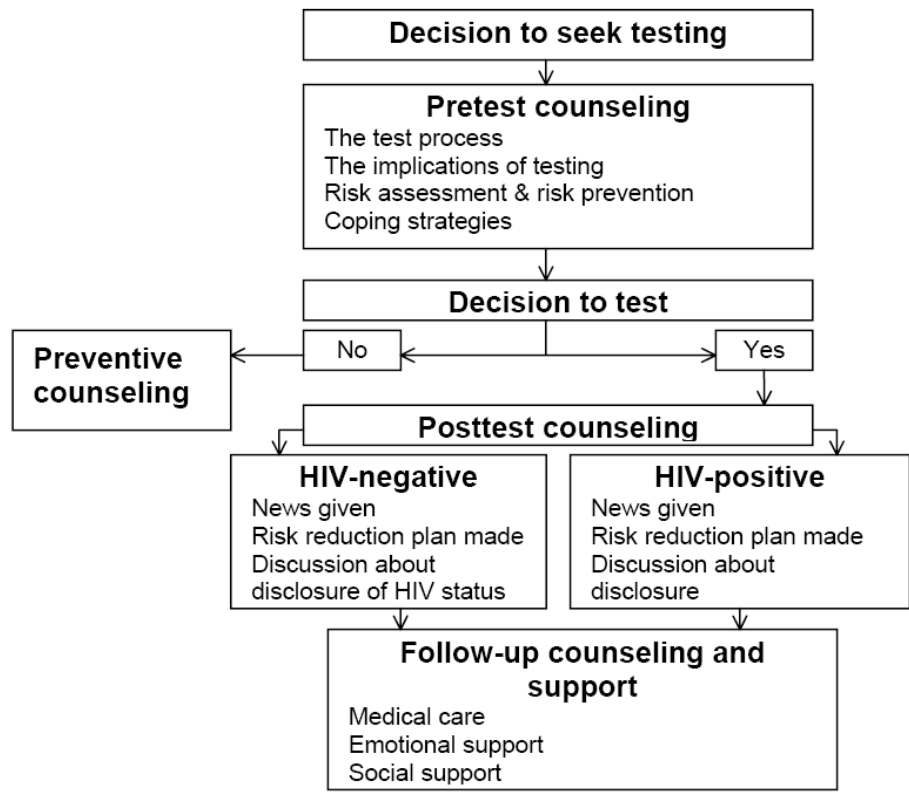 Decision to seek testing
Pretest counseling
The test process
The implications of testing
Risk assessment & risk prevention
Coping strategies
Decision to test
No
Yes
Preventive
counseling
Posttest counseling
HIV-negative
News given
Risk reduction plan made
Discussion about
disclosure of HIV status
HIV-positive
News given
Risk reduction plan made
Discussion about
disclosure
Follow-up counseling and
support
Medical care
Emotional support
Social support